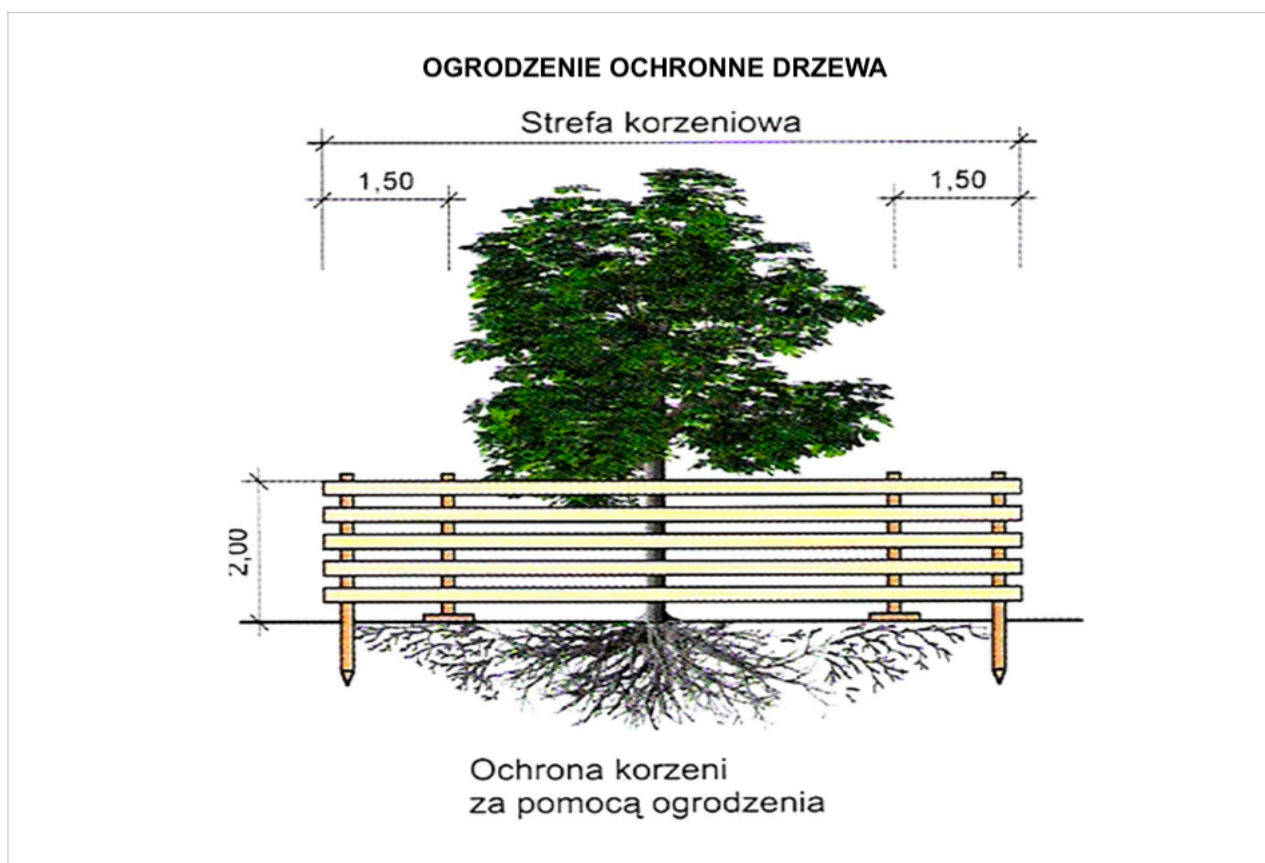 OGRODZENIE OCHRONNE DRZEWA
Strefa korzeniowa
1,50
1,50
2,00
Ochrona korzeni
za pomocą ogrodzenia